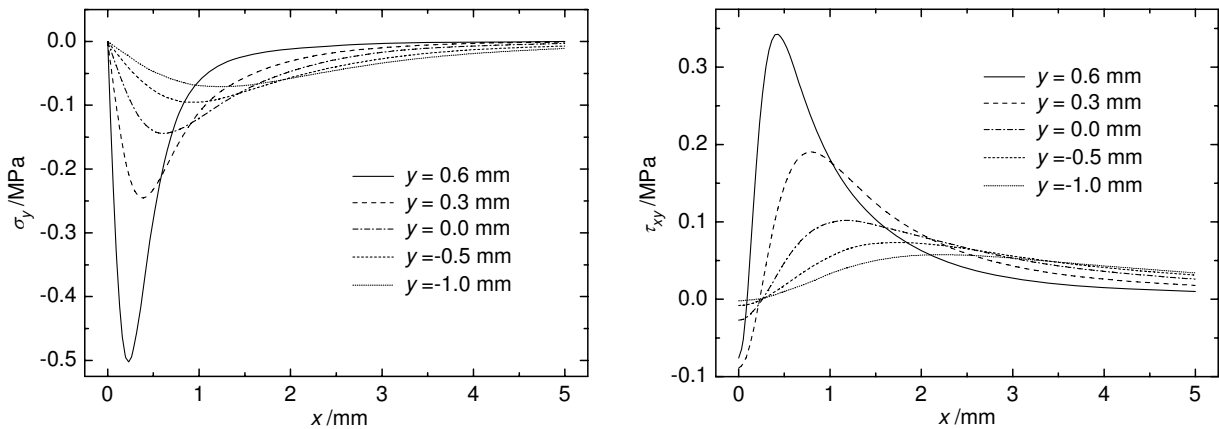 0.0
-0.1
-0.2
-0.3
-0.4
-0.5
σy /MPa
y = 0.6 mm
y = 0.3 mm
y = 0.0 mm
y =-0.5 mm
y =-1.0 mm
0 1 2 3 4 5
x /mm
0.3
0.2
0.1
0.0
-0.1
τxy /MPa
y = 0.6 mm
y = 0.3 mm
y = 0.0 mm
y =-0.5 mm
y =-1.0 mm
0 1 2 3 4 5
x /mm